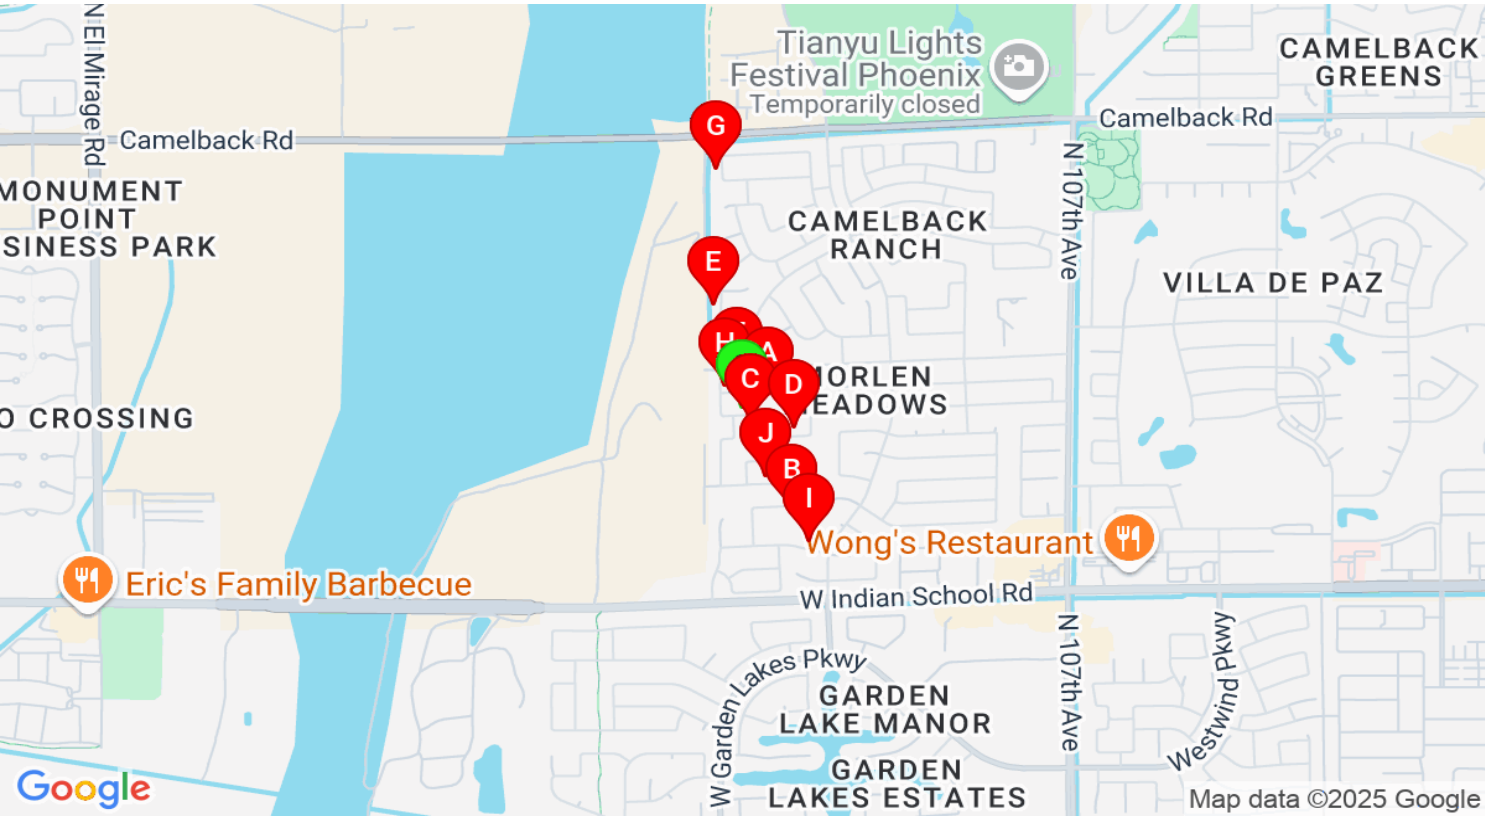 N El Mirage Rd
Camelback Rd
Tianyu Lights
Festival Phoenix
Temporarily closed
CAMELBACK
GREENS
Camelback Rd
G
MONUMENT
POINT
SINESS PARK
N 107th Ave
CAMELBACK
RANCH
VILLA DE PAZ
E
H
A
C
D
MORLEN
MEADOWS
O CROSSING
J
B
I
Wong's Restaurant
Eric's Family Barbecue
W Indian School Rd
W Garden Lakes Pkwy
N 107th Ave
Westwind Pkwy
GARDEN
LAKE MANOR
GARDEN
LAKES ESTATES
Google
Map data ©2025 Google